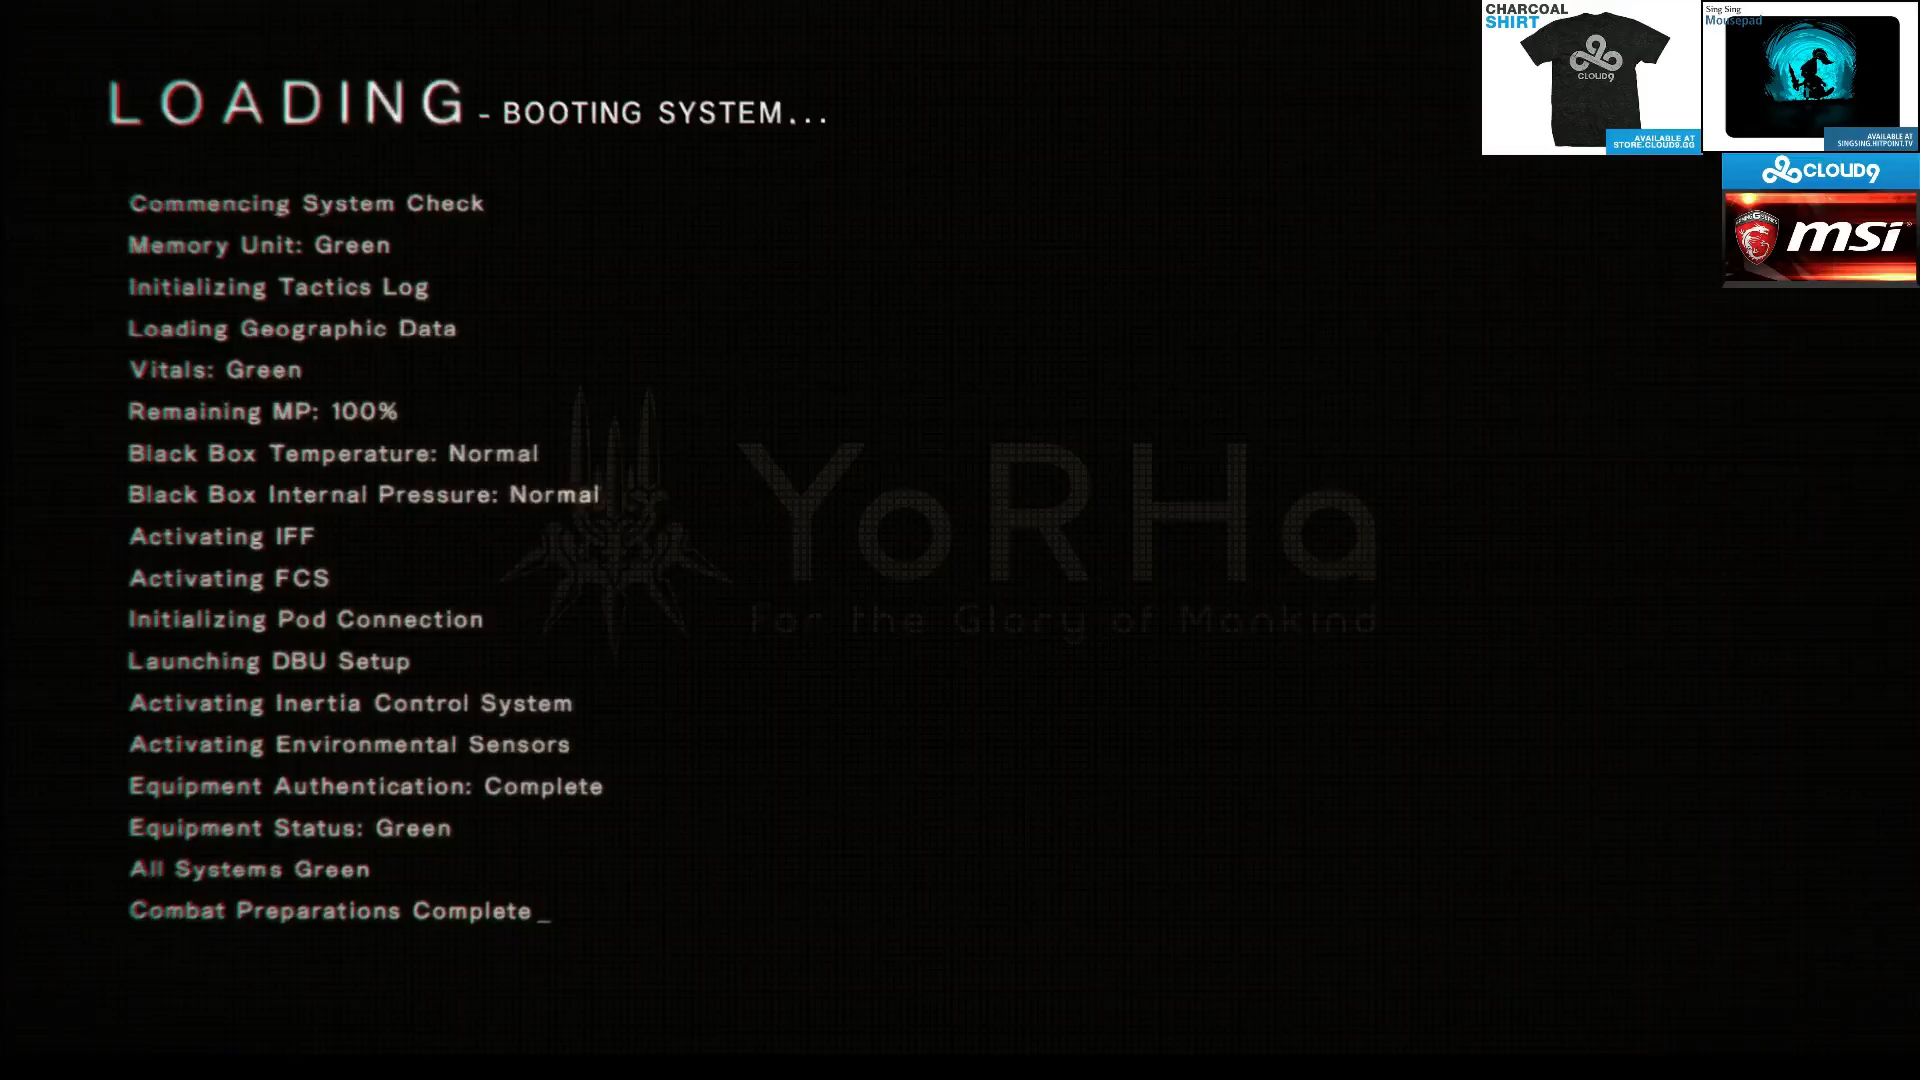 LOADING - BOOTING SYSTEM...
Commencing System Check
Memory Unit: Green
Initializing Tactics Log
Loading Geographic Data
Vitals: Green
Remaining MP: 100%
Black Box Temperature: Normal
Black Box Internal Pressure: Normal
Activating IFF
Activating FCS
Initializing Pod Connection
Launching DBU Setup
Activating Inertia Control System
Activating Environmental Sensors
Equipment Authentication: Complete
Equipment Status: Green
All Systems Green
Combat Preparations Complete_
YoRHa
For the Glory of Mankind
CHARCOAL
SHIRT
CLOUD9
AVAILABLE AT
STORE.CLOUD9.GG
Sing Sing
Mousepad
AVAILABLE AT
SINGSING.HITPOINT.TV
CLOUD9
msi